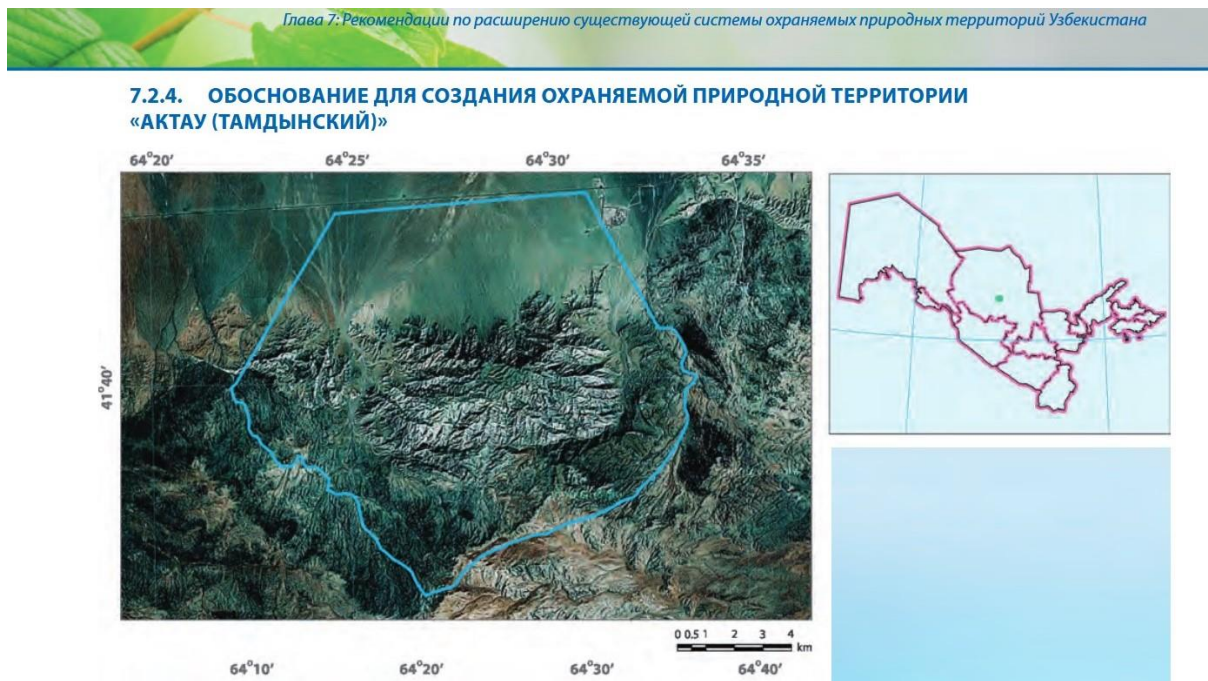 Глава 7: Рекомендации по расширению существующей системы охраняемых природных территорий Узбекистана
7.2.4. ОБОСНОВАНИЕ ДЛЯ СОЗДАНИЯ ОХРАНЯЕМОЙ ПРИРОДНОЙ ТЕРРИТОРИИ
«АКТАУ (ТАМДЫНСКИЙ)»
64°20′ 64°25′ 64°30′ 64°35′
41°40′
0 0.5 1 2 3 4
km
64°10′ 64°20′ 64°30′ 64°40′